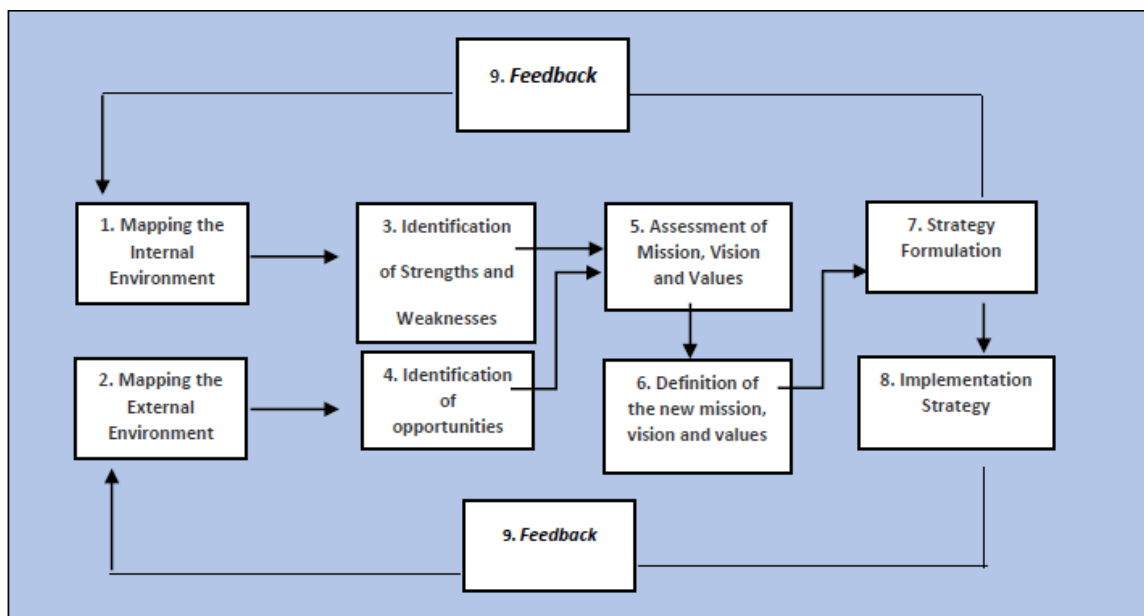 9. Feedback
1. Mapping the
Internal
Environment
3. Identification
of Strengths and
Weaknesses
5. Assessment of
Mission, Vision
and Values
7. Strategy
Formulation
2. Mapping the
External
Environment
4. Identification
of
opportunities
6. Definition of
the new mission,
vision and values
8. Implementation
Strategy
9. Feedback